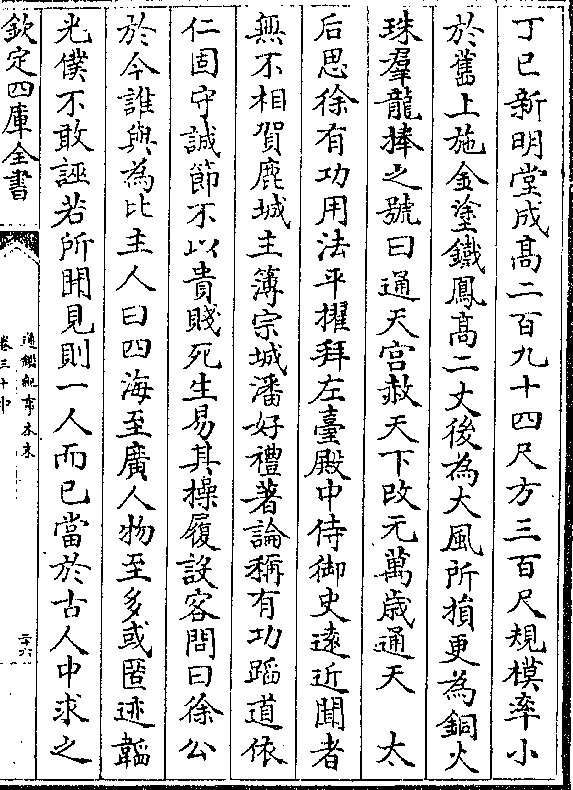 丁巳新明堂成高二百九十四尺方三百尺規模率小
於舊上施金塗鐵鳳高二丈後為大風所損更為銅火
珠羣龍捧之號曰通天宮赦天下改元萬歳通天　大
后思徐有功用法平擢拜左臺殿中侍御史逺近聞者
無不相賀鹿城主簿宗城潘好禮著論稱有功蹈道依
仁固守誠節不以貴賤死生易其操履設客問曰徐公
於今誰與為比主人曰四海至廣人物至多或匿迹韜
光僕不敢誣若所聞見則一人而已當於古人中求之
欽定四庫全書
通鑑紀事本末
卷三十中
三六